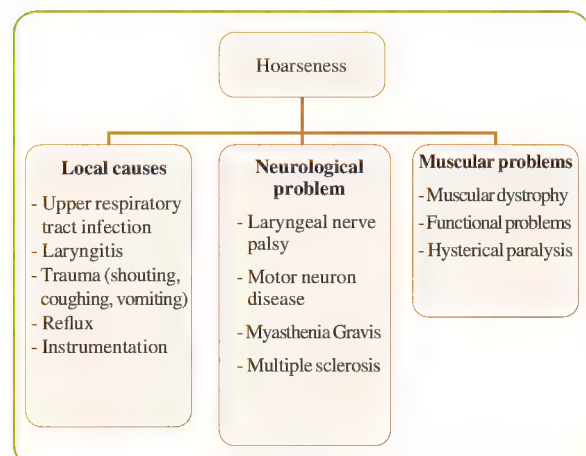 Hoarseness
Local causes
- Upper respiratory
tract infection
- Laryngitis
- Trauma (shouting,
coughing, vomiting)
- Reflux
- Instrumentation
Neurological
problem
- Laryngeal nerve
palsy
- Motor neuron
disease
- Myasthenia Gravis
- Multiple sclerosis
Muscular problems
- Muscular dystrophy
- Functional problems
- Hysterical paralysis